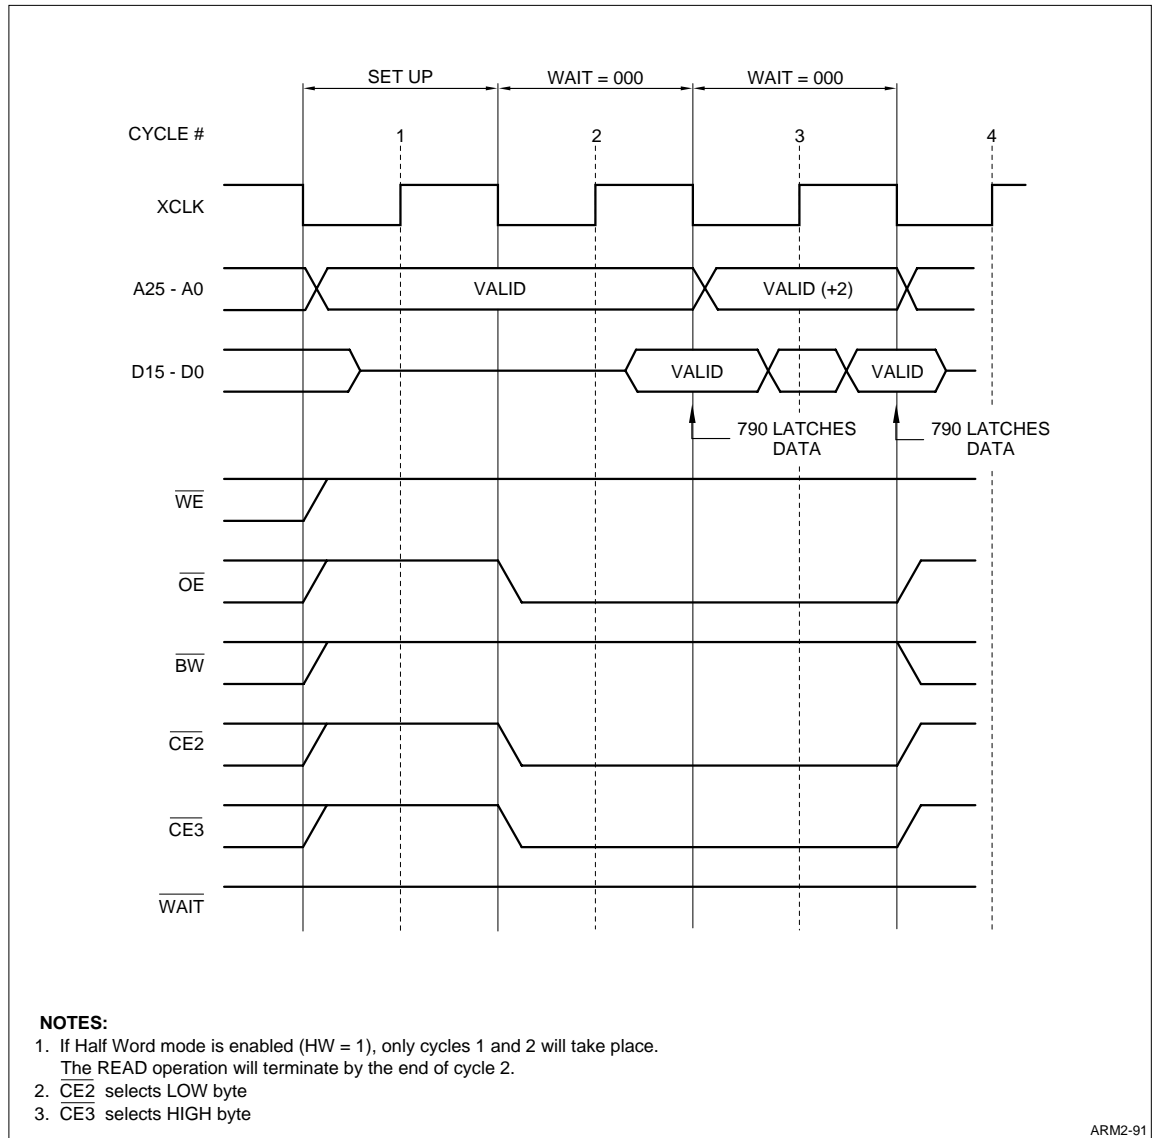 SET UP WAIT = 000 WAIT = 000
CYCLE # 1 2 3 4
XCLK
A25 - A0 VALID VALID (+2)
D15 - D0 VALID VALID
790 LATCHES DATA 790 LATCHES DATA
WE
OE
BW
CE2
CE3
WAIT
NOTES:
1. If Half Word mode is enabled (HW = 1), only cycles 1 and 2 will take place.
The READ operation will terminate by the end of cycle 2.
2. CE2 selects LOW byte
3. CE3 selects HIGH byte
ARM2-91